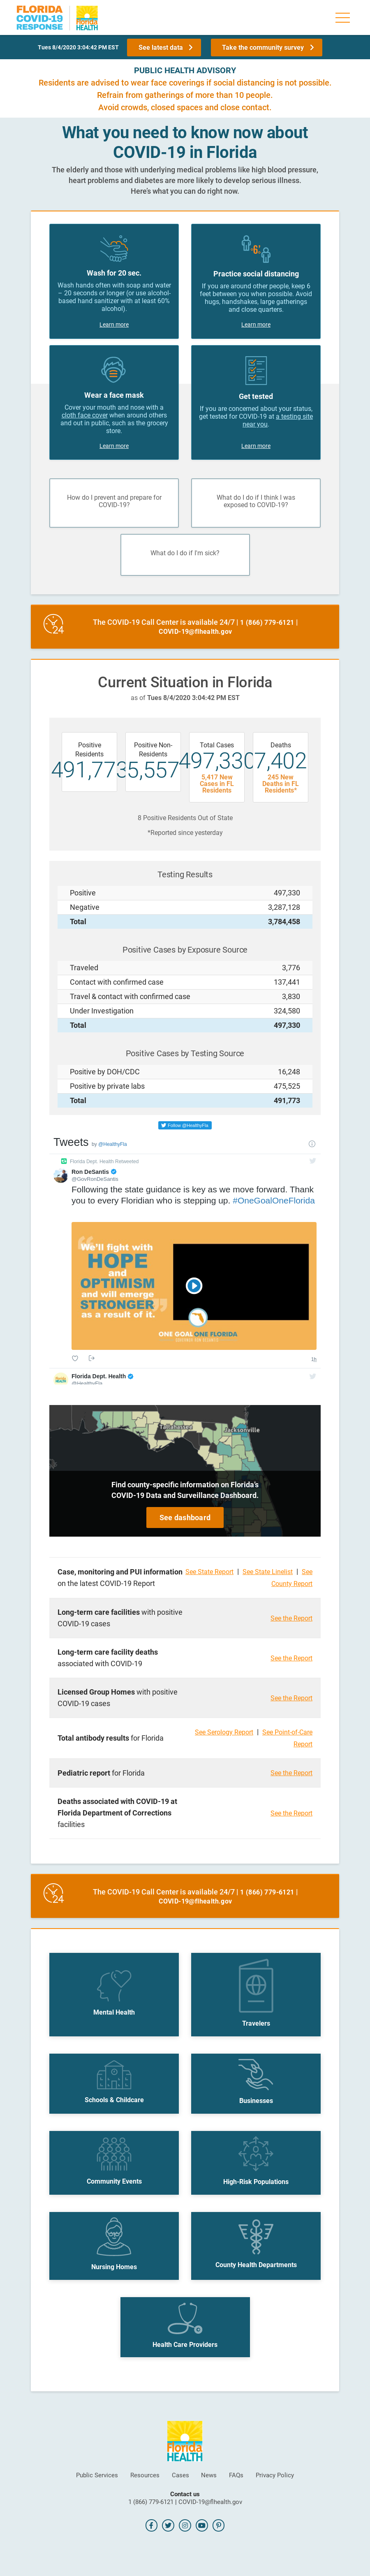 FLORIDA
COVID-19
RESPONSE
Florida
HEALTH
Tues 8/4/2020 3:04:42 PM EST
See latest data
Take the community survey
PUBLIC HEALTH ADVISORY
Residents are advised to wear face coverings if social distancing is not possible.
Refrain from gatherings of more than 10 people.
Avoid crowds, closed spaces and close contact.
What you need to know now about
COVID-19 in Florida
The elderly and those with underlying medical problems like high blood pressure,
heart problems and diabetes are more likely to develop serious illness.
Here's what you can do right now.
Wash for 20 sec.
Wash hands often with soap and water
– 20 seconds or longer (or use alcohol-
based hand sanitizer with at least 60%
alcohol).
Learn more
6'
Practice social distancing
If you are around other people, keep 6
feet between you when possible. Avoid
hugs, handshakes, large gatherings
and close quarters.
Learn more
Wear a face mask
Cover your mouth and nose with a
cloth face cover when around others
and out in public, such as the grocery
store.
Learn more
Get tested
If you are concerned about your status,
get tested for COVID-19 at a testing site
near you.
Learn more
How do I prevent and prepare for
COVID-19?
What do I do if I think I was
exposed to COVID-19?
What do I do if I'm sick?
24
The COVID-19 Call Center is available 24/7 | 1 (866) 779-6121 |
COVID-19@flhealth.gov
Current Situation in Florida
as of Tues 8/4/2020 3:04:42 PM EST
Positive
Residents
491,773
Positive Non-
Residents
5,557
Total Cases
497,330
5,417 New
Cases in FL
Residents
Deaths
7,402
245 New
Deaths in FL
Residents*
8 Positive Residents Out of State
*Reported since yesterday
Testing Results
Positive 497,330
Negative 3,287,128
Total 3,784,458
Positive Cases by Exposure Source
Traveled 3,776
Contact with confirmed case 137,441
Travel & contact with confirmed case 3,830
Under Investigation 324,580
Total 497,330
Positive Cases by Testing Source
Positive by DOH/CDC 16,248
Positive by private labs 475,525
Total 491,773
Follow @HealthyFla
Tweets by @HealthyFla
Florida Dept. Health Retweeted
Ron DeSantis
@GovRonDeSantis
Following the state guidance is key as we move forward. Thank
you to every Floridian who is stepping up. #OneGoalOneFlorida
We'll fight with
HOPE
and
OPTIMISM
and will emerge
STRONGER
as a result of it.
ONE GOAL ONE FLORIDA
1h
Florida Dept. Health
@HealthyFla
Tallahassee
Jacksonville
Find county-specific information on Florida's
COVID-19 Data and Surveillance Dashboard.
See dashboard
Case, monitoring and PUI information
on the latest COVID-19 Report
See State Report | See State Linelist | See
County Report
Long-term care facilities with positive
COVID-19 cases
See the Report
Long-term care facility deaths
associated with COVID-19
See the Report
Licensed Group Homes with positive
COVID-19 cases
See the Report
Total antibody results for Florida
See Serology Report | See Point-of-Care
Report
Pediatric report for Florida
See the Report
Deaths associated with COVID-19 at
Florida Department of Corrections
facilities
See the Report
24
The COVID-19 Call Center is available 24/7 | 1 (866) 779-6121 |
COVID-19@flhealth.gov
Mental Health
Travelers
Schools & Childcare
Businesses
Community Events
High-Risk Populations
Nursing Homes
County Health Departments
Health Care Providers
Florida
HEALTH
Public Services
Resources
Cases
News
FAQs
Privacy Policy
Contact us
1 (866) 779-6121 | COVID-19@flhealth.gov